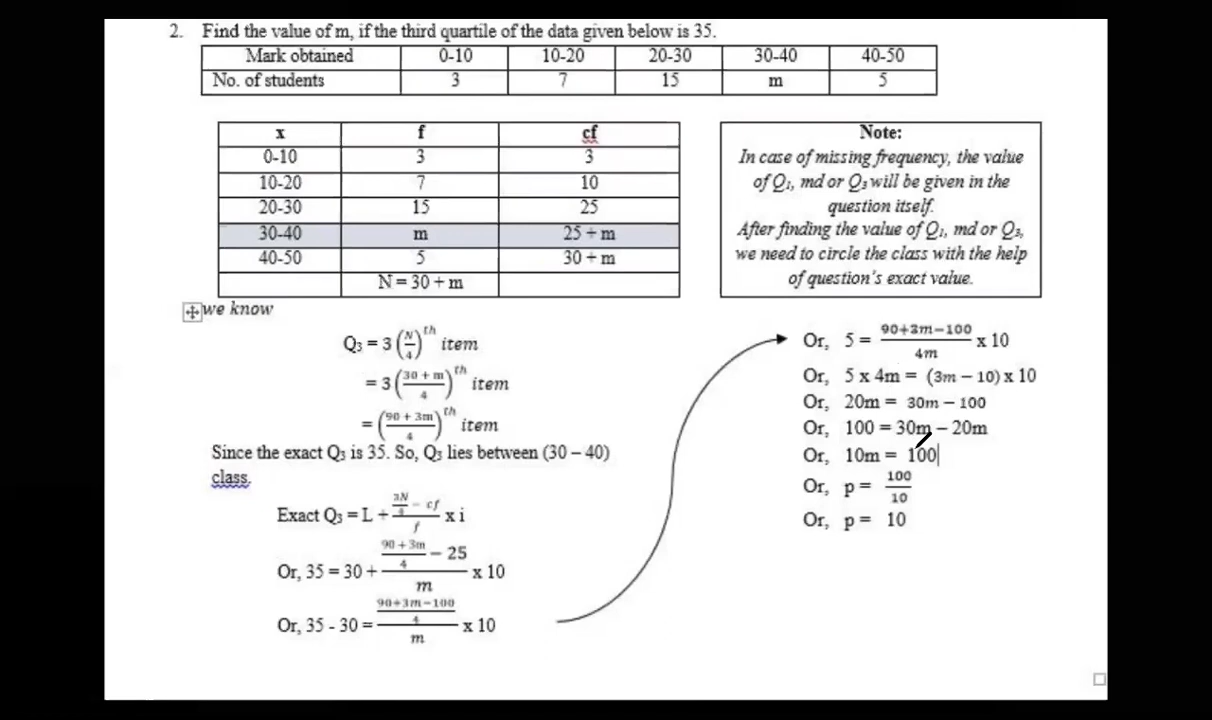 2. Find the value of m, if the third quartile of the data given below is 35.
Mark obtained 0-10 10-20 20-30 30-40 40-50
No. of students 3 7 15 m 5
x f cf
0-10 3 3
10-20 7 10
20-30 15 25
30-40 m 25 + m
40-50 5 30 + m
N = 30 + m
Note:
In case of missing frequency, the value
of Q₁, md or Q₃ will be given in the
question itself.
After finding the value of Q₁, md or Q₃,
we need to circle the class with the help
of question's exact value.
we know
Q₃ = 3 (N/4)^th item
= 3 ((30 + m)/4)^th item
= ((90 + 3m)/4)^th item
Since the exact Q₃ is 35. So, Q₃ lies between (30 – 40)
class.
Exact Q₃ = L + (3N/4 - cf)/f x i
Or, 35 = 30 + ((90 + 3m)/4 - 25)/m x 10
Or, 35 - 30 = ((90+3m-100)/4)/m x 10
Or, 5 = (90+3m-100)/4m x 10
Or, 5 x 4m = (3m – 10) x 10
Or, 20m = 30m – 100
Or, 100 = 30m – 20m
Or, 10m = 100
Or, p = 100/10
Or, p = 10